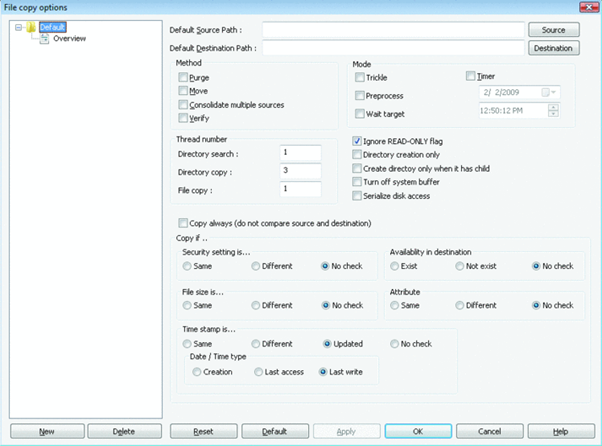 File copy options
Default
Overview
Default Source Path :
Source
Default Destination Path :
Destination
Method
Purge
Move
Consolidate multiple sources
Verify
Mode
Trickle
Timer
Preprocess
2/ 2/2009
Wait target
12:50:12 PM
Thread number
Directory search :
1
Directory copy :
3
File copy :
1
Ignore READ-ONLY flag
Directory creation only
Create directoy only when it has child
Turn off system buffer
Serialize disk access
Copy always (do not compare source and destination)
Copy if ..
Security setting is...
Same
Different
No check
Availablity in destination
Exist
Not exist
No check
File size is...
Same
Different
No check
Attribute
Same
Different
No check
Time stamp is...
Same
Different
Updated
No check
Date / Time type
Creation
Last access
Last write
New
Delete
Reset
Default
Apply
OK
Cancel
Help